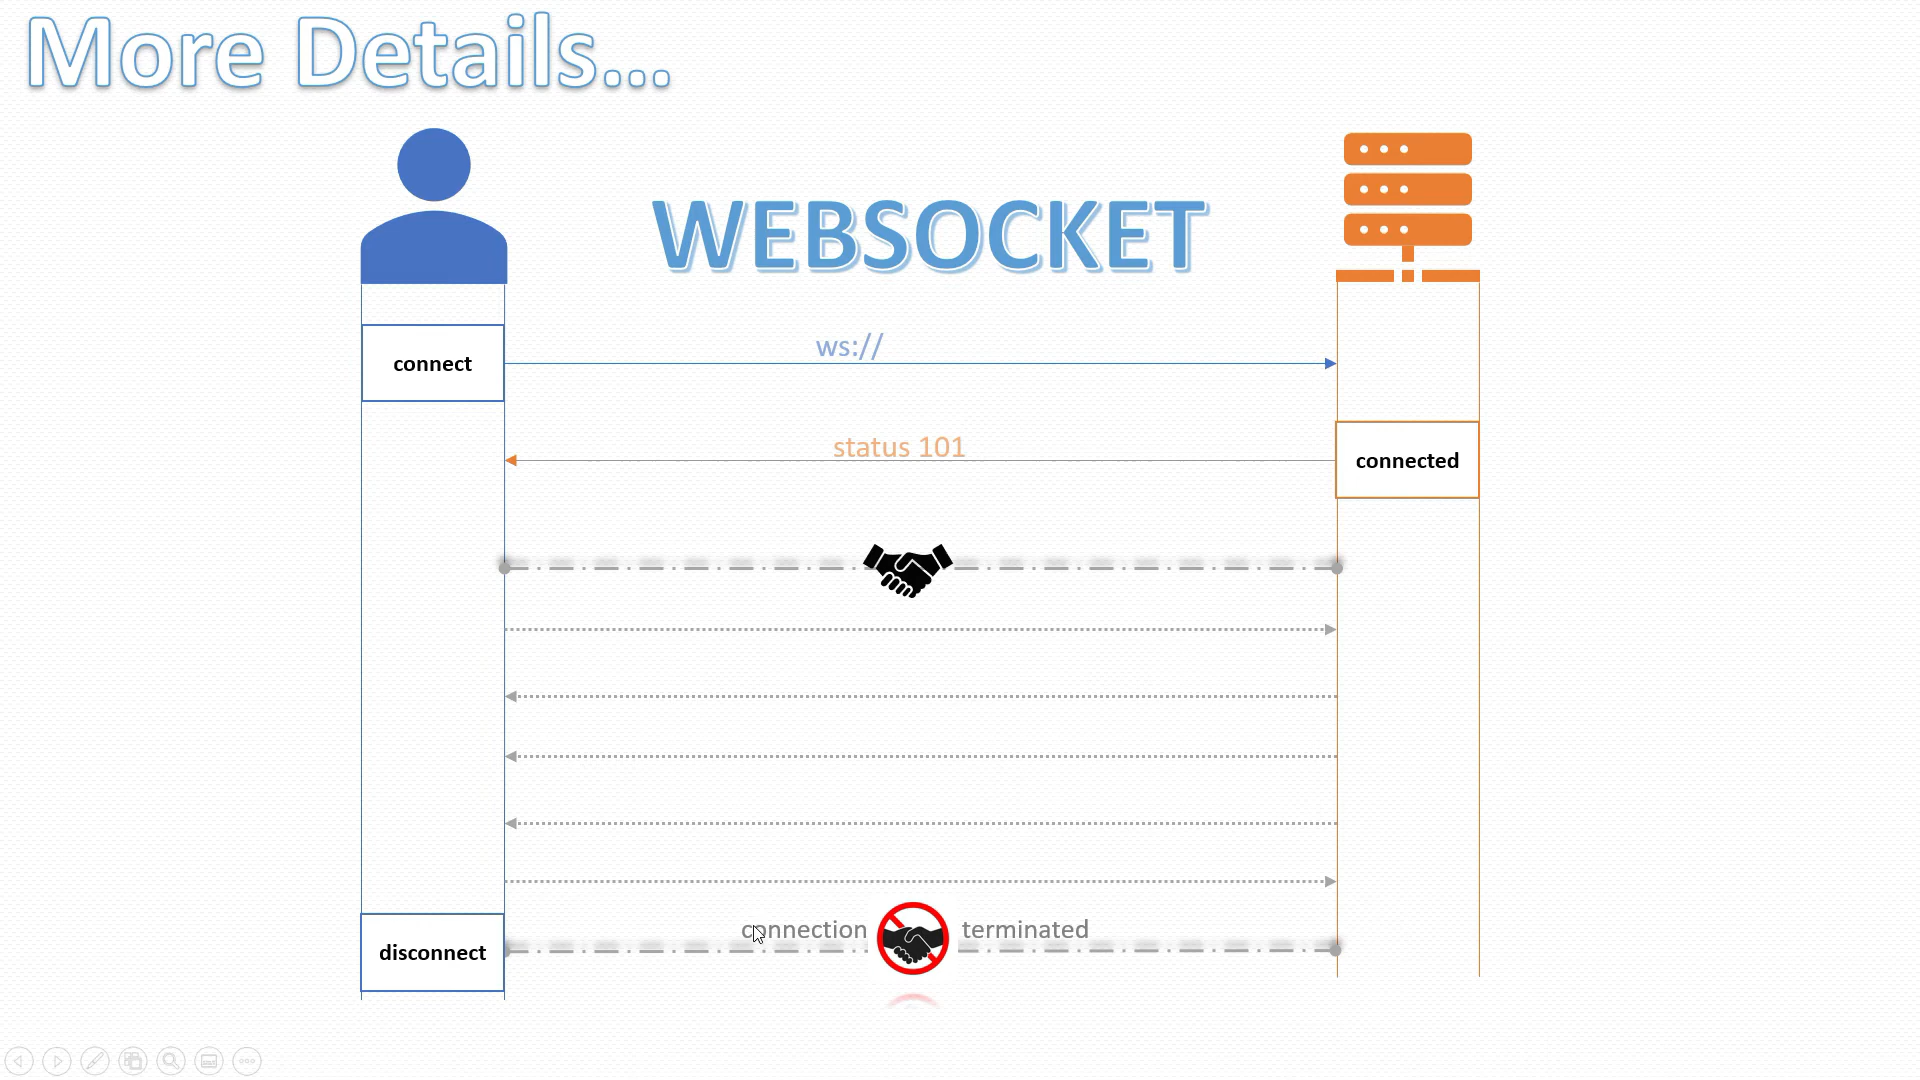 More Details...
WEBSOCKET
ws://
connect
status 101
connected
connection terminated
disconnect